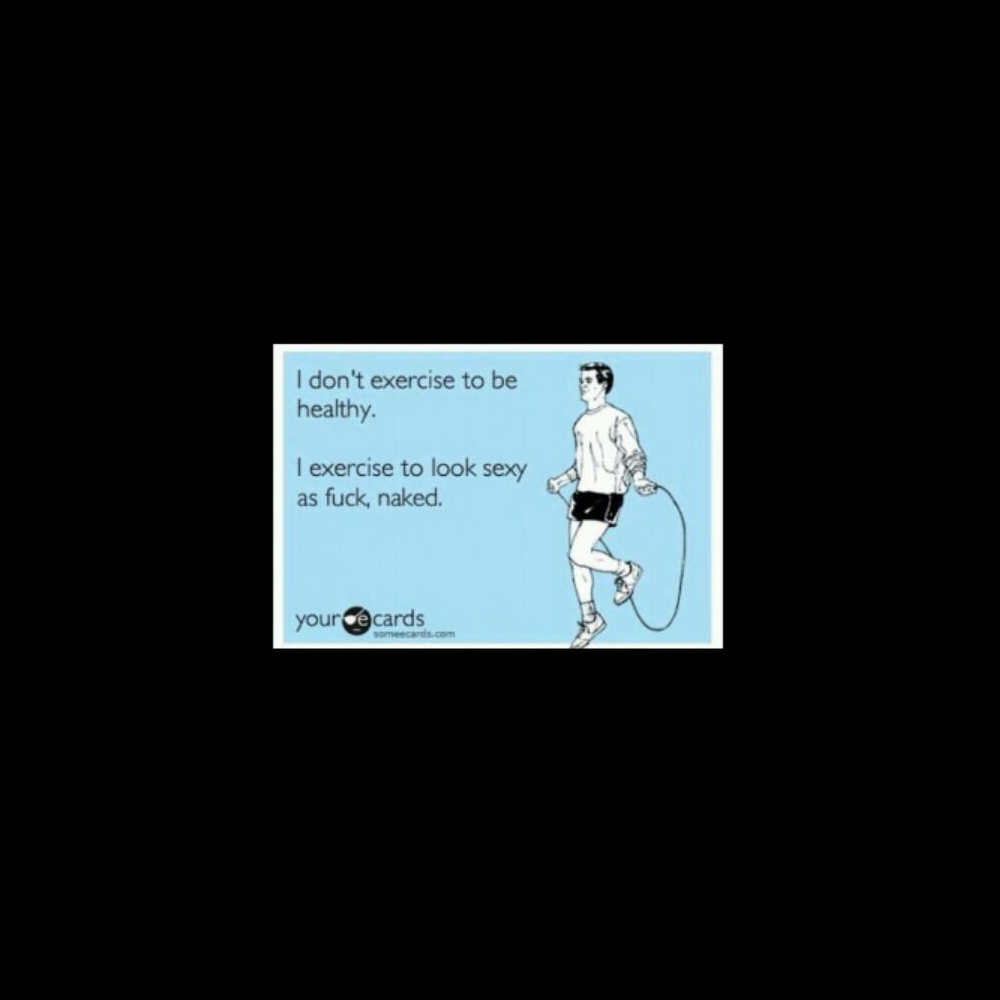 I don't exercise to be
healthy.
I exercise to look sexy
as fuck, naked.
your e cards
someecards.com